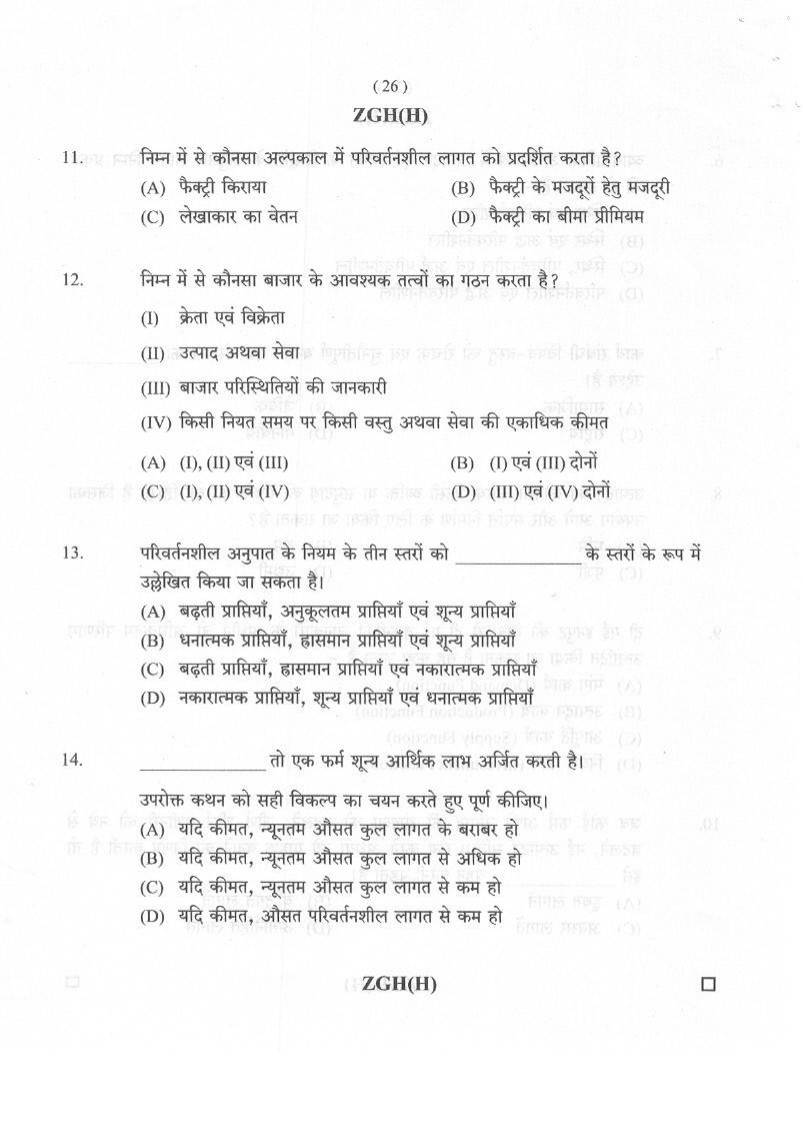 ( 26 )
ZGH(H)
11. निम्न में से कौनसा अल्पकाल में परिवर्तनशील लागत को प्रदर्शित करता है?
(A) फैक्ट्री किराया (B) फैक्ट्री के मजदूरों हेतु मजदूरी
(C) लेखाकार का वेतन (D) फैक्ट्री का बीमा प्रीमियम
12. निम्न में से कौनसा बाजार के आवश्यक तत्वों का गठन करता है?
(I) क्रेता एवं विक्रेता
(II) उत्पाद अथवा सेवा
(III) बाजार परिस्थितियों की जानकारी
(IV) किसी नियत समय पर किसी वस्तु अथवा सेवा की एकाधिक कीमत
(A) (I), (II) एवं (III) (B) (I) एवं (III) दोनों
(C) (I), (II) एवं (IV) (D) (III) एवं (IV) दोनों
13. परिवर्तनशील अनुपात के नियम के तीन स्तरों को ____________ के स्तरों के रूप में
उल्लेखित किया जा सकता है।
(A) बढ़ती प्राप्तियाँ, अनुकूलतम प्राप्तियाँ एवं शून्य प्राप्तियाँ
(B) धनात्मक प्राप्तियाँ, ह्रासमान प्राप्तियाँ एवं शून्य प्राप्तियाँ
(C) बढ़ती प्राप्तियाँ, ह्रासमान प्राप्तियाँ एवं नकारात्मक प्राप्तियाँ
(D) नकारात्मक प्राप्तियाँ, शून्य प्राप्तियाँ एवं धनात्मक प्राप्तियाँ
14. ____________ तो एक फर्म शून्य आर्थिक लाभ अर्जित करती है।
उपरोक्त कथन को सही विकल्प का चयन करते हुए पूर्ण कीजिए।
(A) यदि कीमत, न्यूनतम औसत कुल लागत के बराबर हो
(B) यदि कीमत, न्यूनतम औसत कुल लागत से अधिक हो
(C) यदि कीमत, न्यूनतम औसत कुल लागत से कम हो
(D) यदि कीमत, औसत परिवर्तनशील लागत से कम हो
ZGH(H)